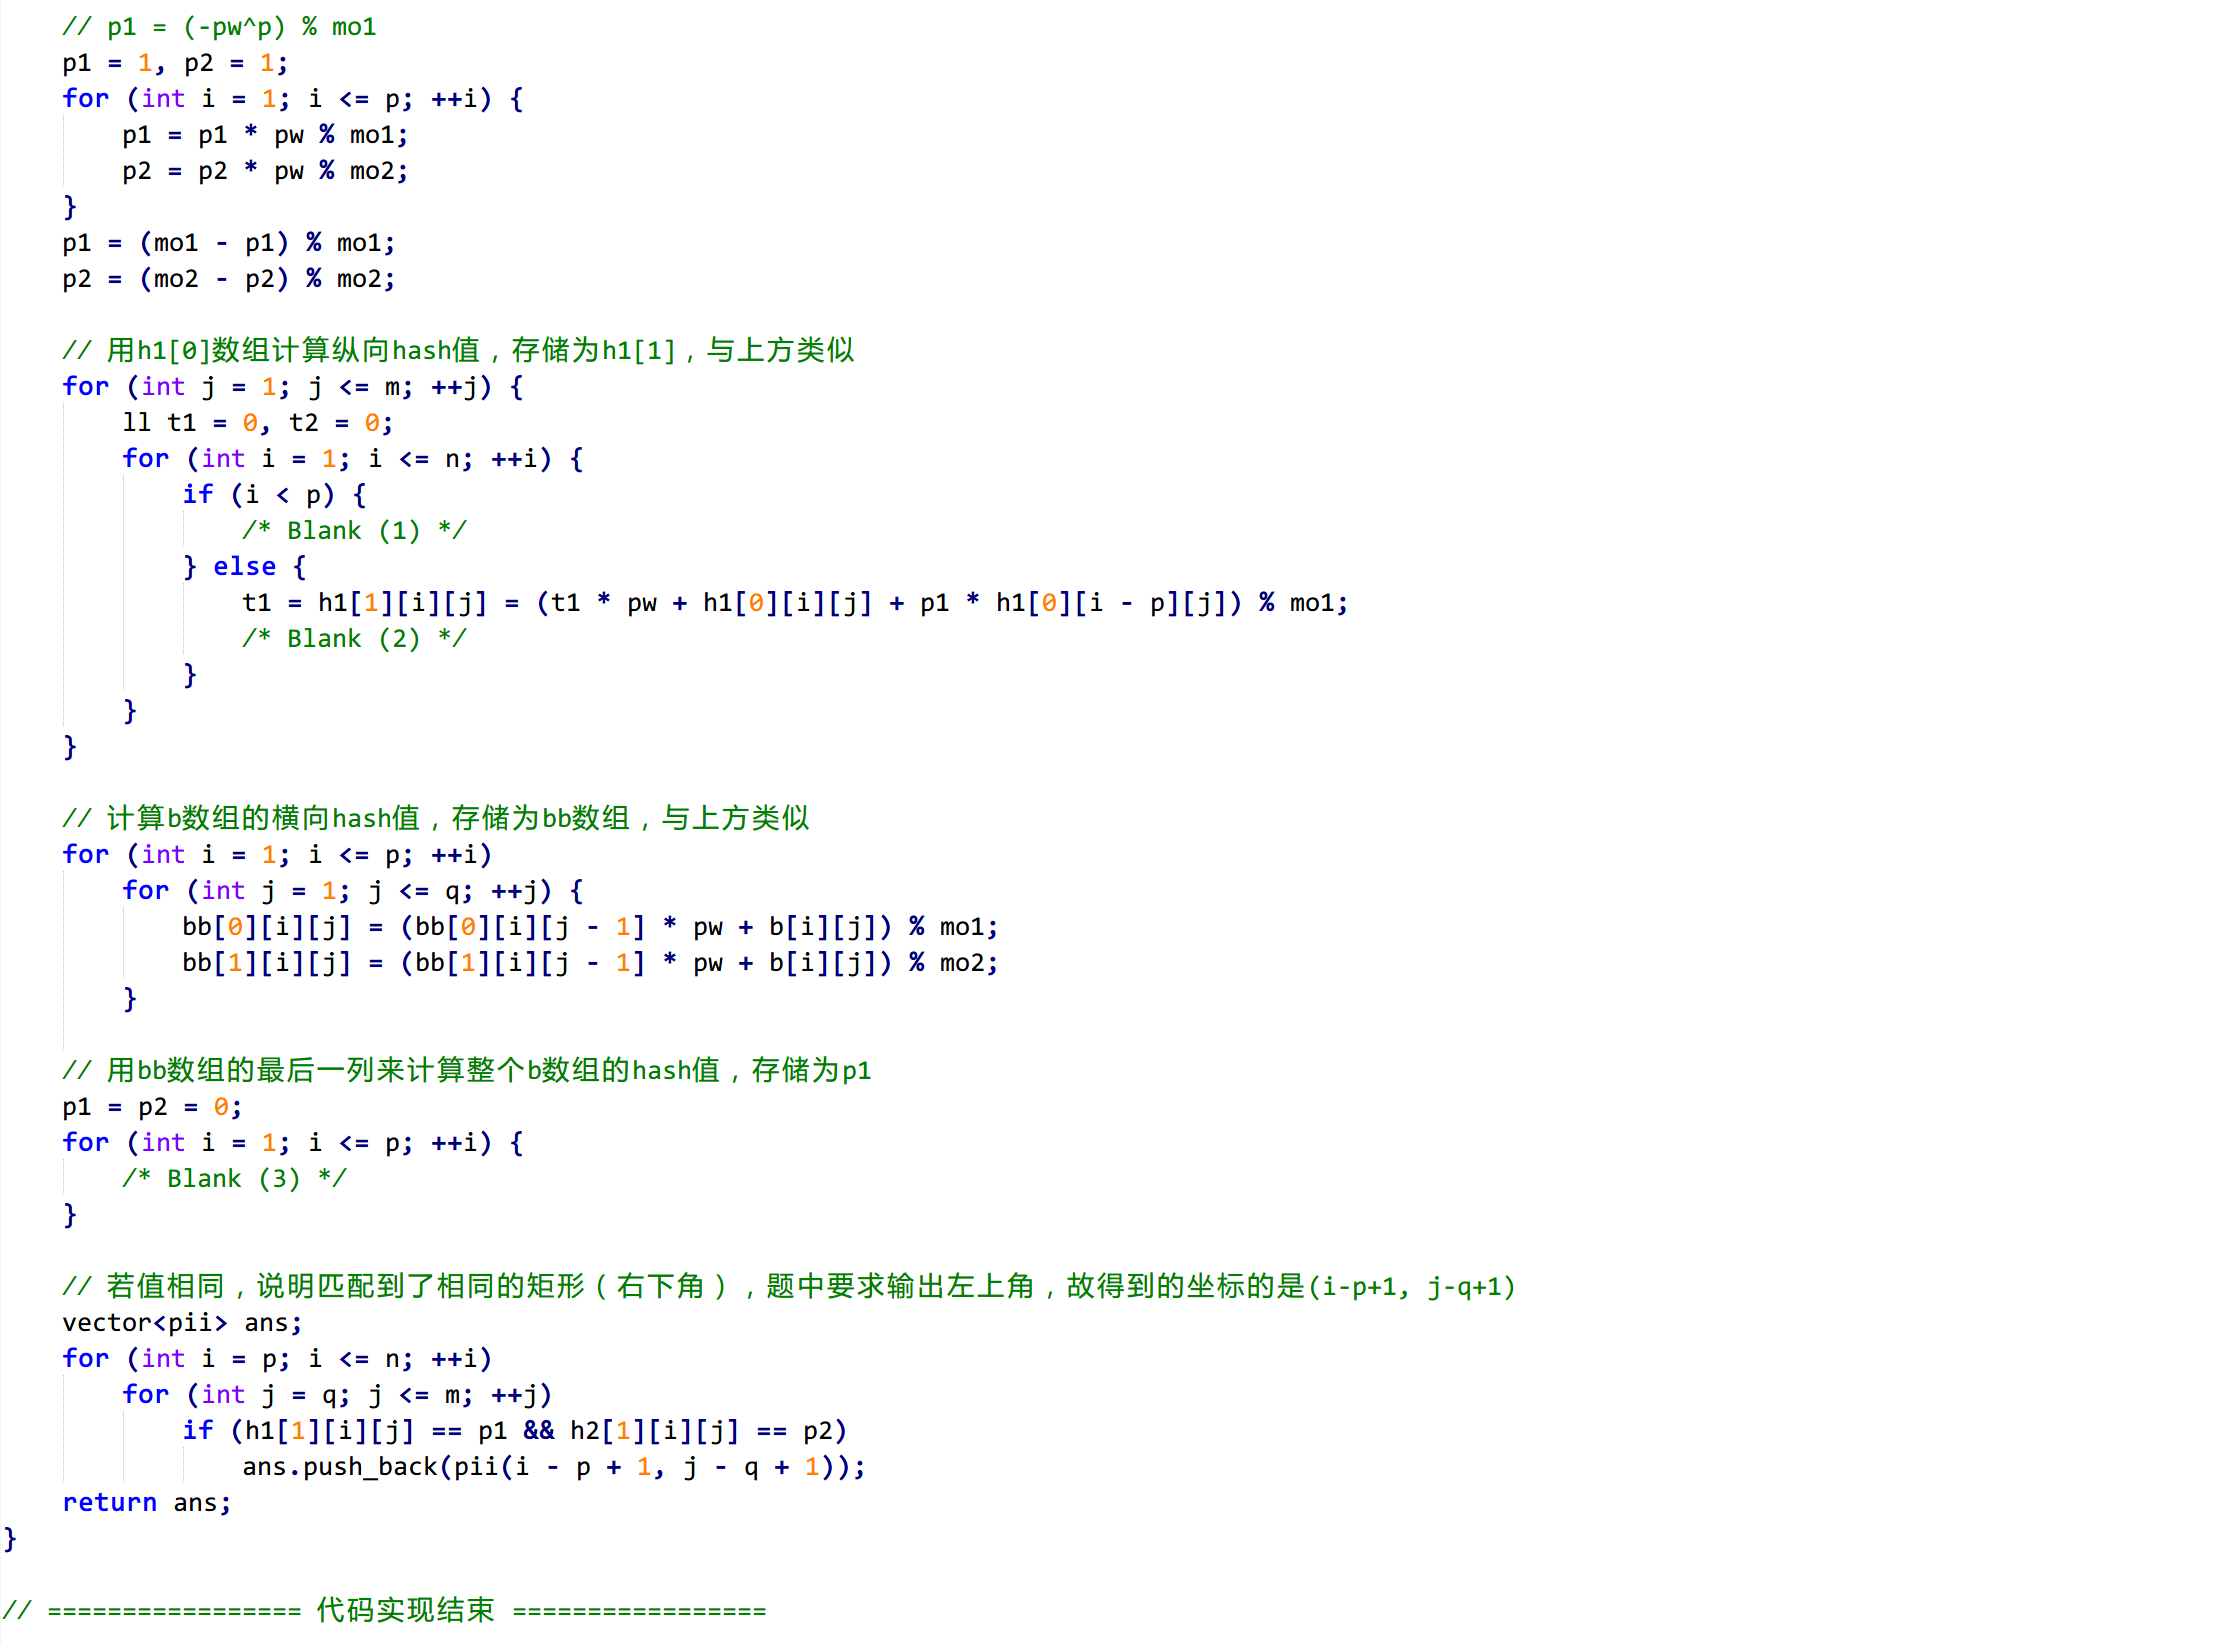 // p1 = (-pw^p) % mo1
p1 = 1, p2 = 1;
for (int i = 1; i <= p; ++i) {
p1 = p1 * pw % mo1;
p2 = p2 * pw % mo2;
}
p1 = (mo1 - p1) % mo1;
p2 = (mo2 - p2) % mo2;
// 用h1[0]数组计算纵向hash值，存储为h1[1]，与上方类似
for (int j = 1; j <= m; ++j) {
ll t1 = 0, t2 = 0;
for (int i = 1; i <= n; ++i) {
if (i < p) {
/* Blank (1) */
} else {
t1 = h1[1][i][j] = (t1 * pw + h1[0][i][j] + p1 * h1[0][i - p][j]) % mo1;
/* Blank (2) */
}
}
}
// 计算b数组的横向hash值，存储为bb数组，与上方类似
for (int i = 1; i <= p; ++i)
for (int j = 1; j <= q; ++j) {
bb[0][i][j] = (bb[0][i][j - 1] * pw + b[i][j]) % mo1;
bb[1][i][j] = (bb[1][i][j - 1] * pw + b[i][j]) % mo2;
}
// 用bb数组的最后一列来计算整个b数组的hash值，存储为p1
p1 = p2 = 0;
for (int i = 1; i <= p; ++i) {
/* Blank (3) */
}
// 若值相同，说明匹配到了相同的矩形（右下角），题中要求输出左上角，故得到的坐标的是(i-p+1, j-q+1)
vector<pii> ans;
for (int i = p; i <= n; ++i)
for (int j = q; j <= m; ++j)
if (h1[1][i][j] == p1 && h2[1][i][j] == p2)
ans.push_back(pii(i - p + 1, j - q + 1));
return ans;
}
// ================= 代码实现结束 =================